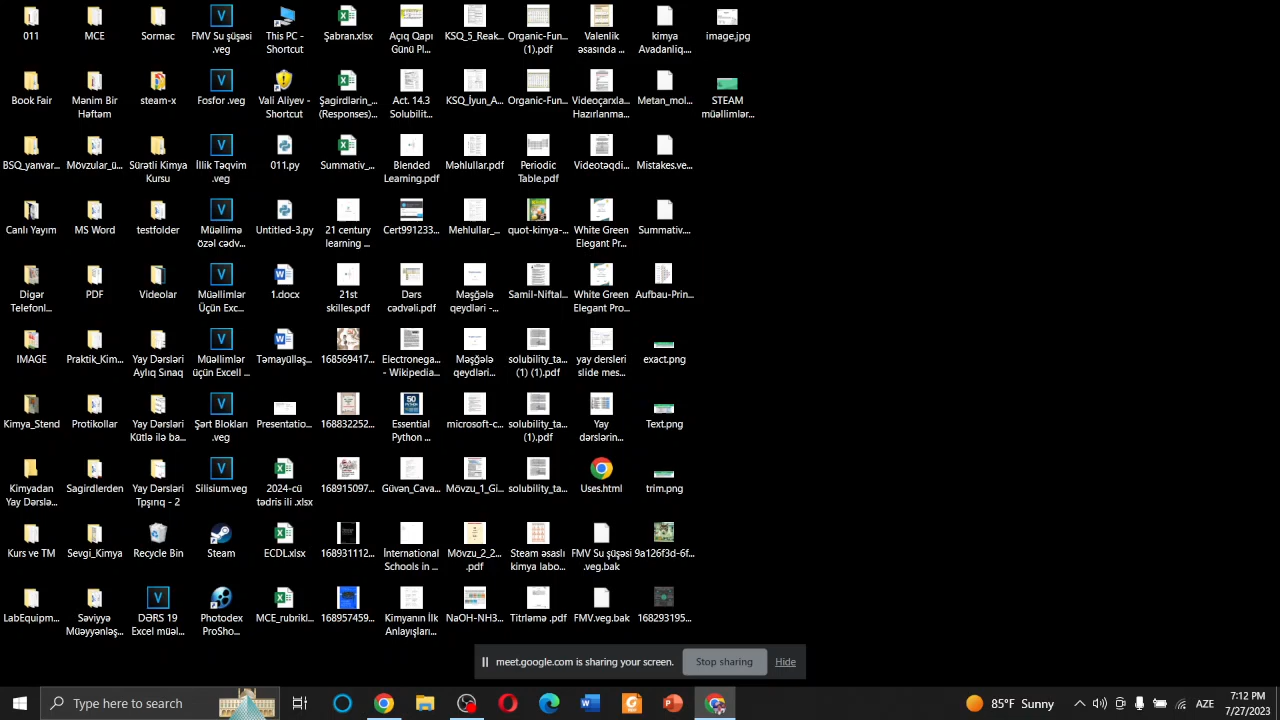 011
MCE
Sormac
FMV Su şüşəsi
.veg
This PC -
Shortcut
Şabran.xlsx
Açıq Qapı
Günü Pl...
KSQ_5_Reak...
Organic-Fun...
(1).pdf
Valenlik
əsasında ...
kimya
Avadanliq....
image.jpg
Book Fair
Mənim Bir
Həftəm
steam-x
Fosfor .veg
Vali Aliyev -
Shortcut
Şagirdlərin_...
(Responses)...
Act. 14.3
Solubilit...
KSQ_İyun_A...
Organic-Fun...
Videoçarxla...
Hazırlanma...
Metan_mol...
STEAM
müəllimlər...
BSQ_yanvar...
Mövzular_ü...
Sürətli Kimya
Kursu
İllik Təqvim
.veg
011.py
Summativ_...
Blended
Learning.pdf
Məhlullar.pdf
Periodic
Table.pdf
Videotəqdi...
Mistakes.ve...
Canlı Yayım
MS Word
testfolder
Müəllimə
özəl cədv...
Untitled-3.py
21 century
learning ...
Cert991233...
Mehlullar_...
quot-kimya-...
White Green
Elegant Pr...
Summativ....
Digər
Telefonl...
PDF
Videolar
Müəllimlər
Üçün Exc...
1.docx
21st
skilles.pdf
Dərs
cədvəli.pdf
Məşğələ
qeydləri -...
Samil-Niftal...
White Green
Elegant Pro...
Aufbau-Prin...
IMAGE
Praktik_Kim...
Yay Dərsləri
Aylıq Sınaq
Müəllimlər
üçün Excell ...
Təmayülləş...
168569417...
Electronega...
- Wikipedia...
Məşğələ
qeydləri...
solubility_ta...
(1) (1).pdf
yay dersleri
slide mes...
exact.png
Kimya_Stend
Protikollar
Yay Dərsləri
Kütlə ilə ba...
Şərt Blokları
.veg
Presentatio...
168832252...
Essential
Python ...
microsoft-c...
solubility_ta...
(1).pdf
Yay
dərslərin...
Text.png
Kimyadan
Yay Dərslə...
Sagirdlerden
Yay Dərsləri
Tpşırıq - 2
Silisium.veg
2024-cü
tədris ili .xlsx
168915097...
Güvən_Cava...
Mövzu_1_Gi...
solubility_ta...
Uses.html
trim.png
Kurs ve TM
Sevgi_Kimya
Recycle Bin
Steam
ECDL.xlsx
168931112...
İnternational
Schools in ...
Mövzu_2_2...
.pdf
Steam əsaslı
kimya labo...
FMV Su şüşəsi
.veg.bak
9a126f3d-6f...
LabEquipm...
Səviyyə
Müəyyənləş...
DƏRS 19
Excel müəl...
Photodex
ProSho...
MCE_rubrikl...
168957459...
Kimyanın İlk
Anlayışları...
NaOH-NH3...
Titrləmə .pdf
FMV.veg.bak
168293195...
meet.google.com is sharing your screen.
Stop sharing
Hide
Type here to search
85°F Sunny
AZE
7:12 PM
7/27/2023